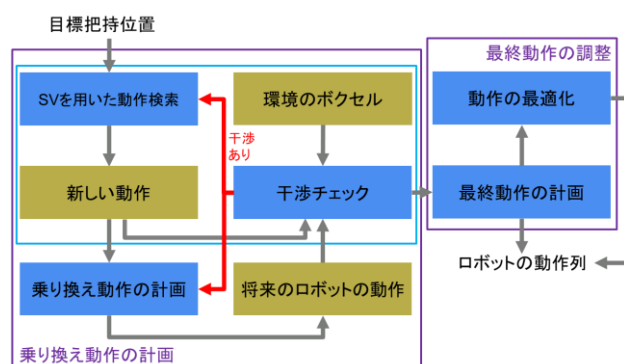 目標把持位置
最終動作の調整
SVを用いた動作検索
環境のボクセル
動作の最適化
干渉
あり
新しい動作
干渉チェック
最終動作の計画
乗り換え動作の計画
将来のロボットの動作
ロボットの動作列
乗り換え動作の計画